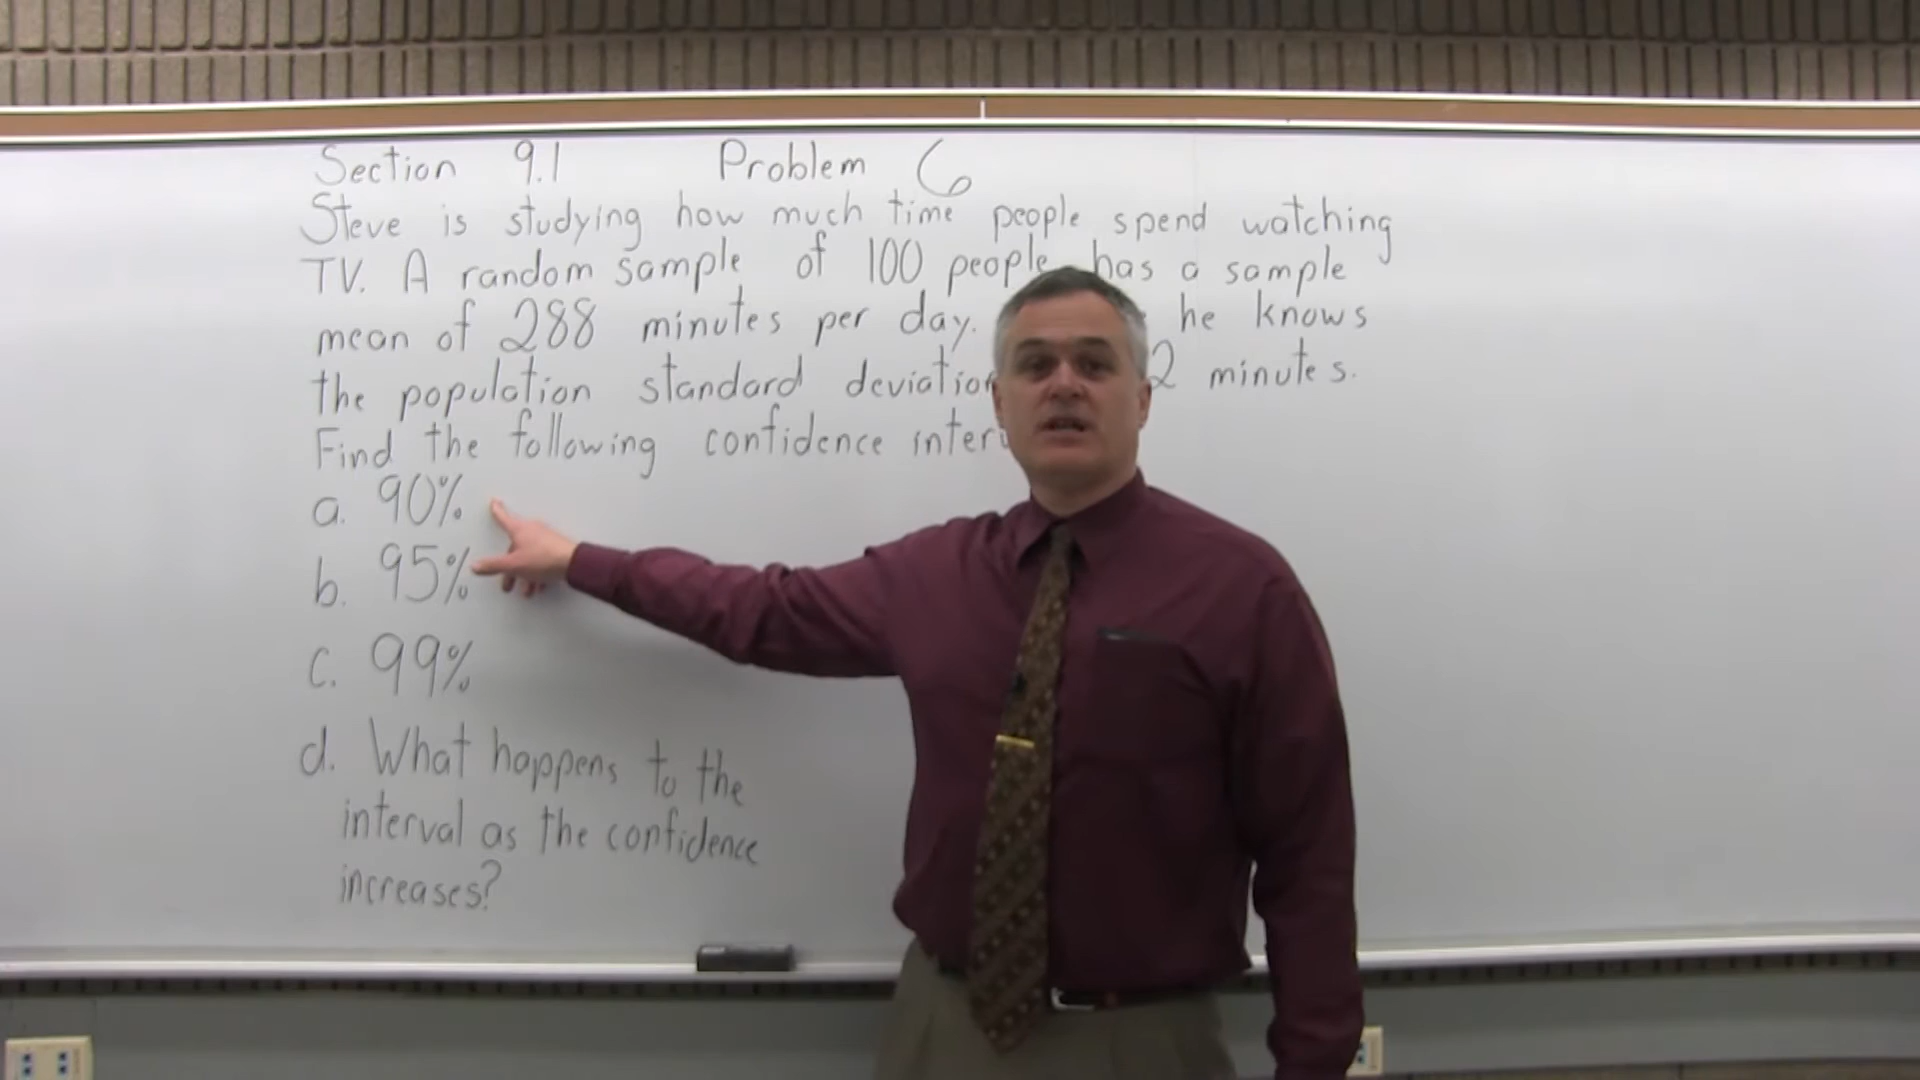 Section 9.1 Problem 6
Steve is studying how much time people spend watching
TV. A random sample of 100 people has a sample
mean of 288 minutes per day. he knows
the population standard deviation 2 minutes.
Find the following confidence
a. 90%
b. 95%
c. 99%
d. What happens to the
interval as the confidence
increases?